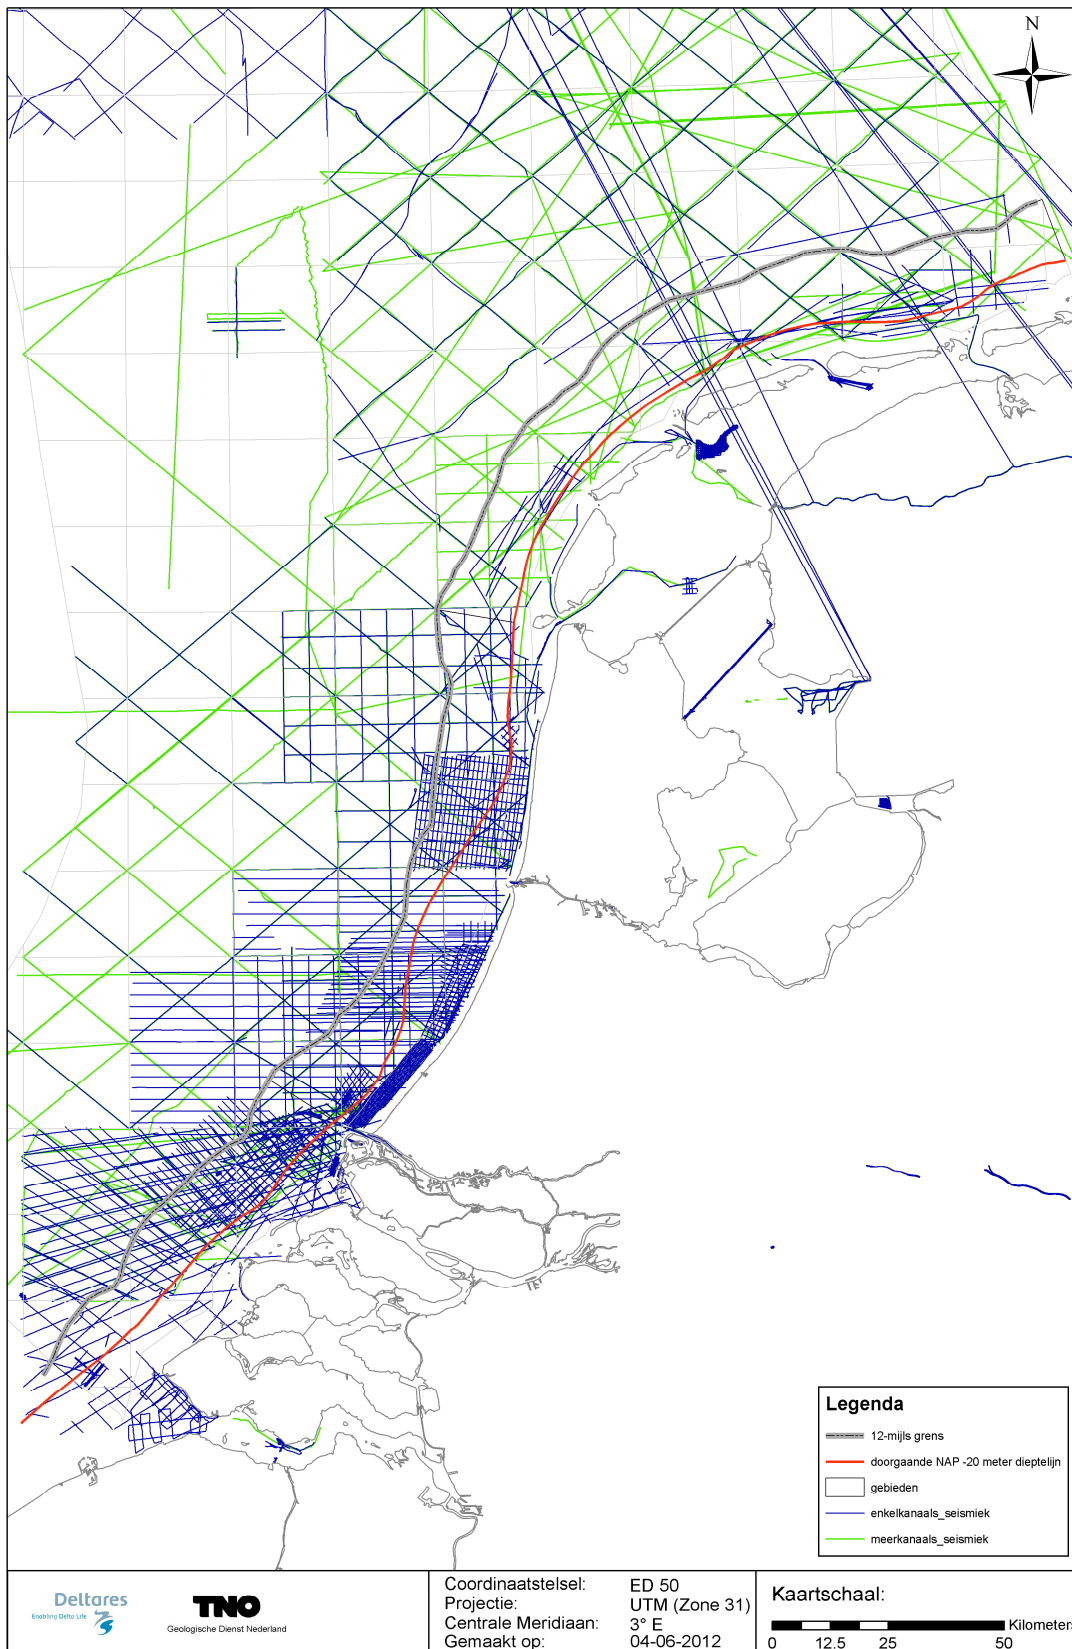 N
Legenda
12-mijls grens
doorgaande NAP -20 meter dieptelijn
gebieden
enkelkanaals_seismiek
meerkanaals_seismiek
Deltares
Enabling Delta Life
TNO
Geologische Dienst Nederland
Coordinaatstelsel: ED 50
Projectie: UTM (Zone 31)
Centrale Meridiaan: 3° E
Gemaakt op: 04-06-2012
Kaartschaal:
Kilometers
0 12.5 25 50